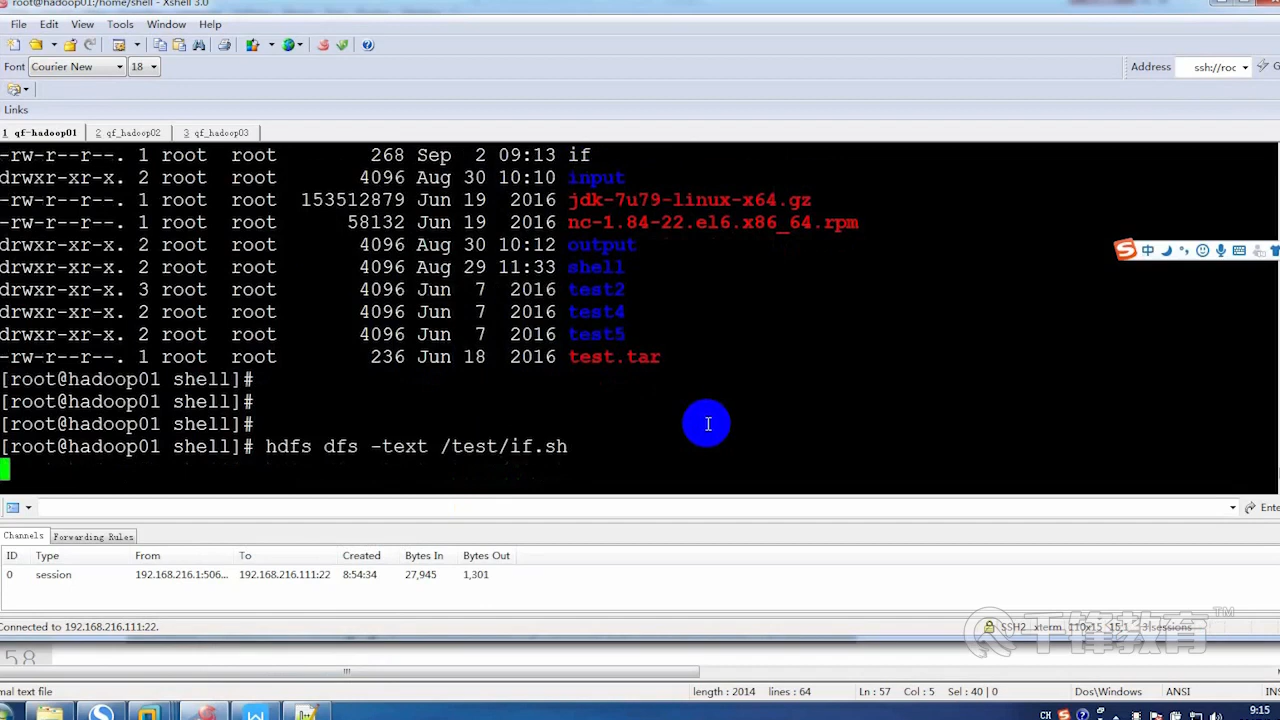 root@hadoop01:/home/shell - Xshell 3.0
File Edit View Tools Window Help
Font Courier New 18 Address ssh://roc
Links
1 qf-hadoop01 2 qf_hadoop02 3 qf_hadoop03
-rw-r--r--. 1 root root 268 Sep 2 09:13 if
drwxr-xr-x. 2 root root 4096 Aug 30 10:10 input
-rw-r--r--. 1 root root 153512879 Jun 19 2016 jdk-7u79-linux-x64.gz
-rw-r--r--. 1 root root 58132 Jun 19 2016 nc-1.84-22.el6.x86_64.rpm
drwxr-xr-x. 2 root root 4096 Aug 30 10:12 output
drwxr-xr-x. 2 root root 4096 Aug 29 11:33 shell
drwxr-xr-x. 3 root root 4096 Jun 7 2016 test2
drwxr-xr-x. 2 root root 4096 Jun 7 2016 test4
drwxr-xr-x. 2 root root 4096 Jun 7 2016 test5
-rw-r--r--. 1 root root 236 Jun 18 2016 test.tar
[root@hadoop01 shell]#
[root@hadoop01 shell]#
[root@hadoop01 shell]#
[root@hadoop01 shell]# hdfs dfs -text /test/if.sh
中
Ente
Channels Forwarding Rules
ID Type From To Created Bytes In Bytes Out
0 session 192.168.216.1:506... 192.168.216.111:22 8:54:34 27,945 1,301
Connected to 192.168.216.111:22. SSH2 xterm 110x15 15,1 3 sessions
千锋教育 TM
58
mal text file length : 2014 lines : 64 Ln : 57 Col : 5 Sel : 40 | 0 Dos\Windows ANSI INS
CH 9:15